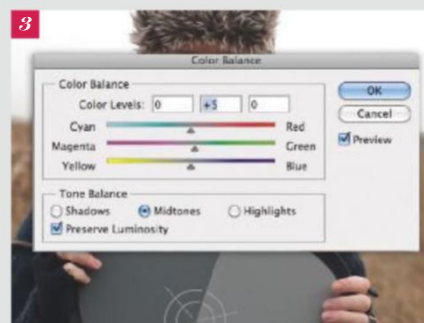 3
Color Balance
Color Balance
Color Levels: 0 +5 0
Cyan Red
Magenta Green
Yellow Blue
Tone Balance
Shadows Midtones Highlights
Preserve Luminosity
OK
Cancel
Preview